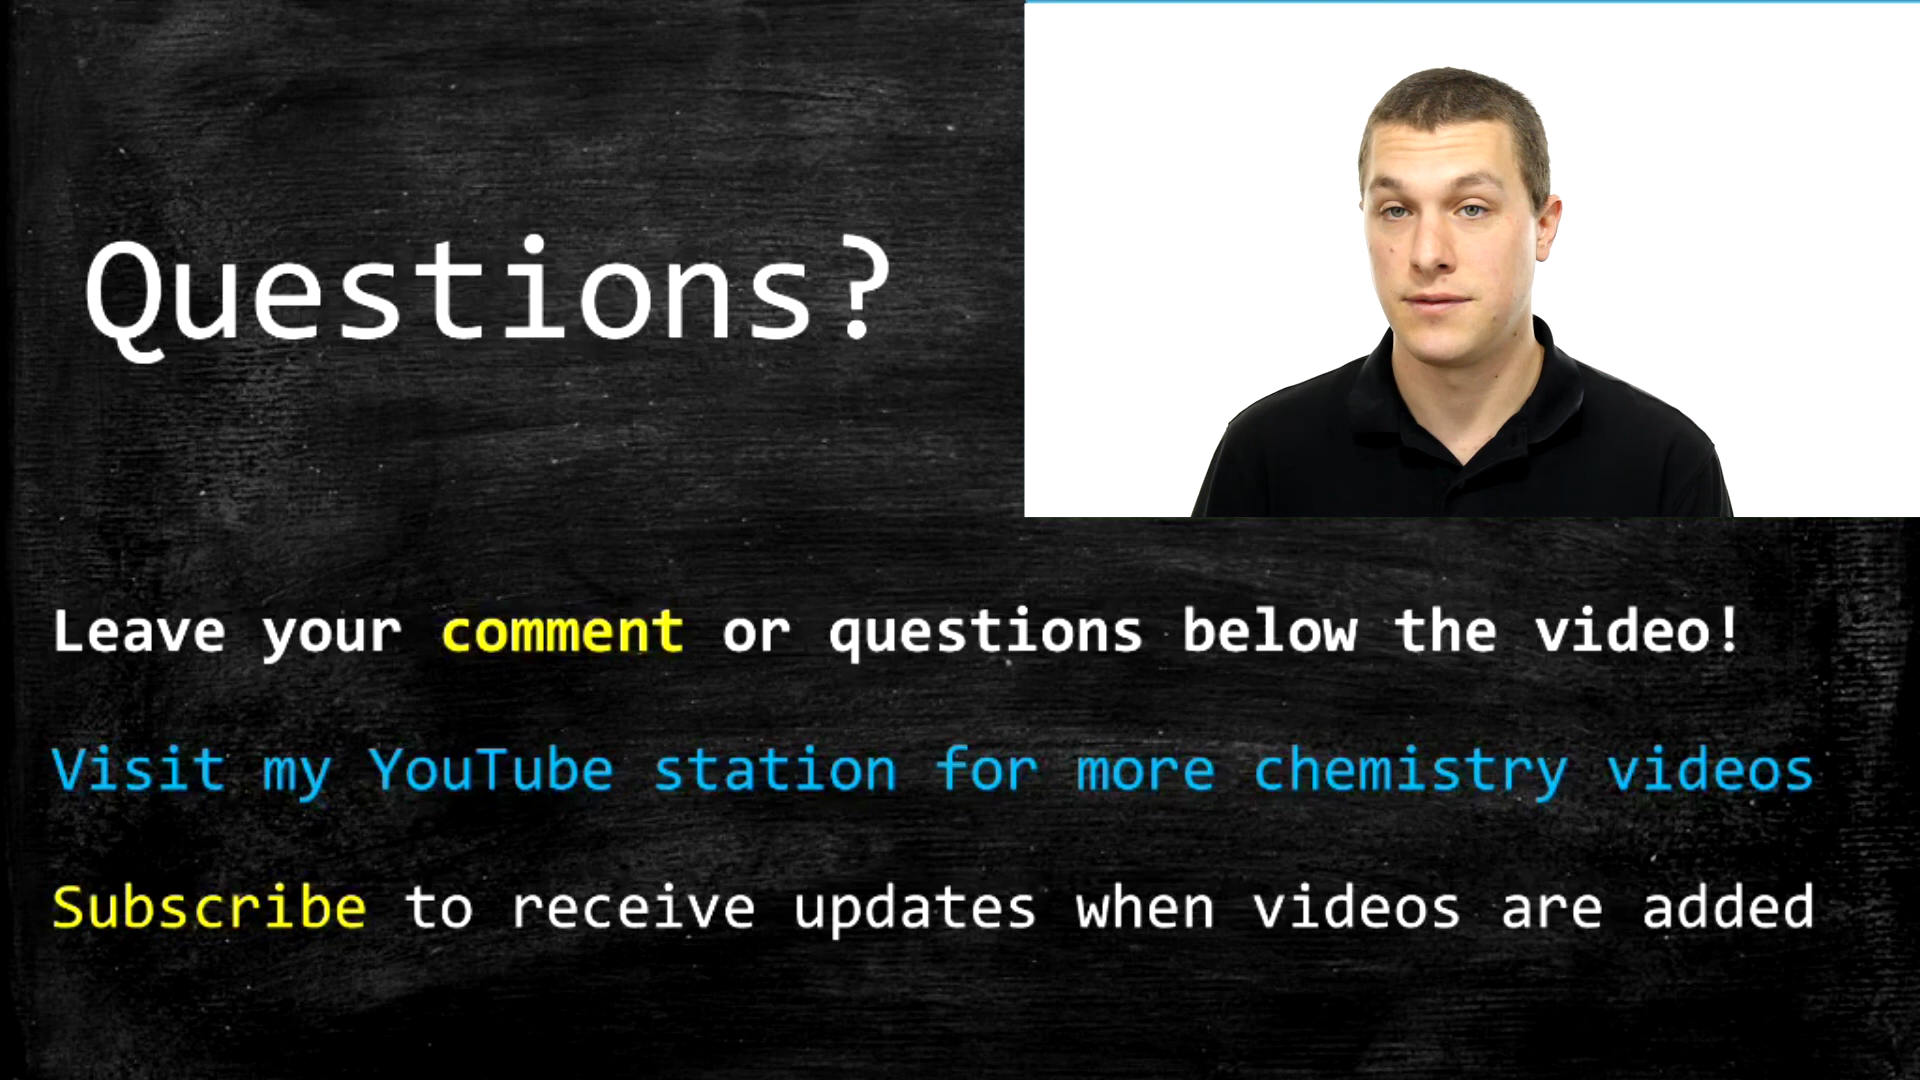 Questions?
Leave your comment or questions below the video!
Visit my YouTube station for more chemistry videos
Subscribe to receive updates when videos are added